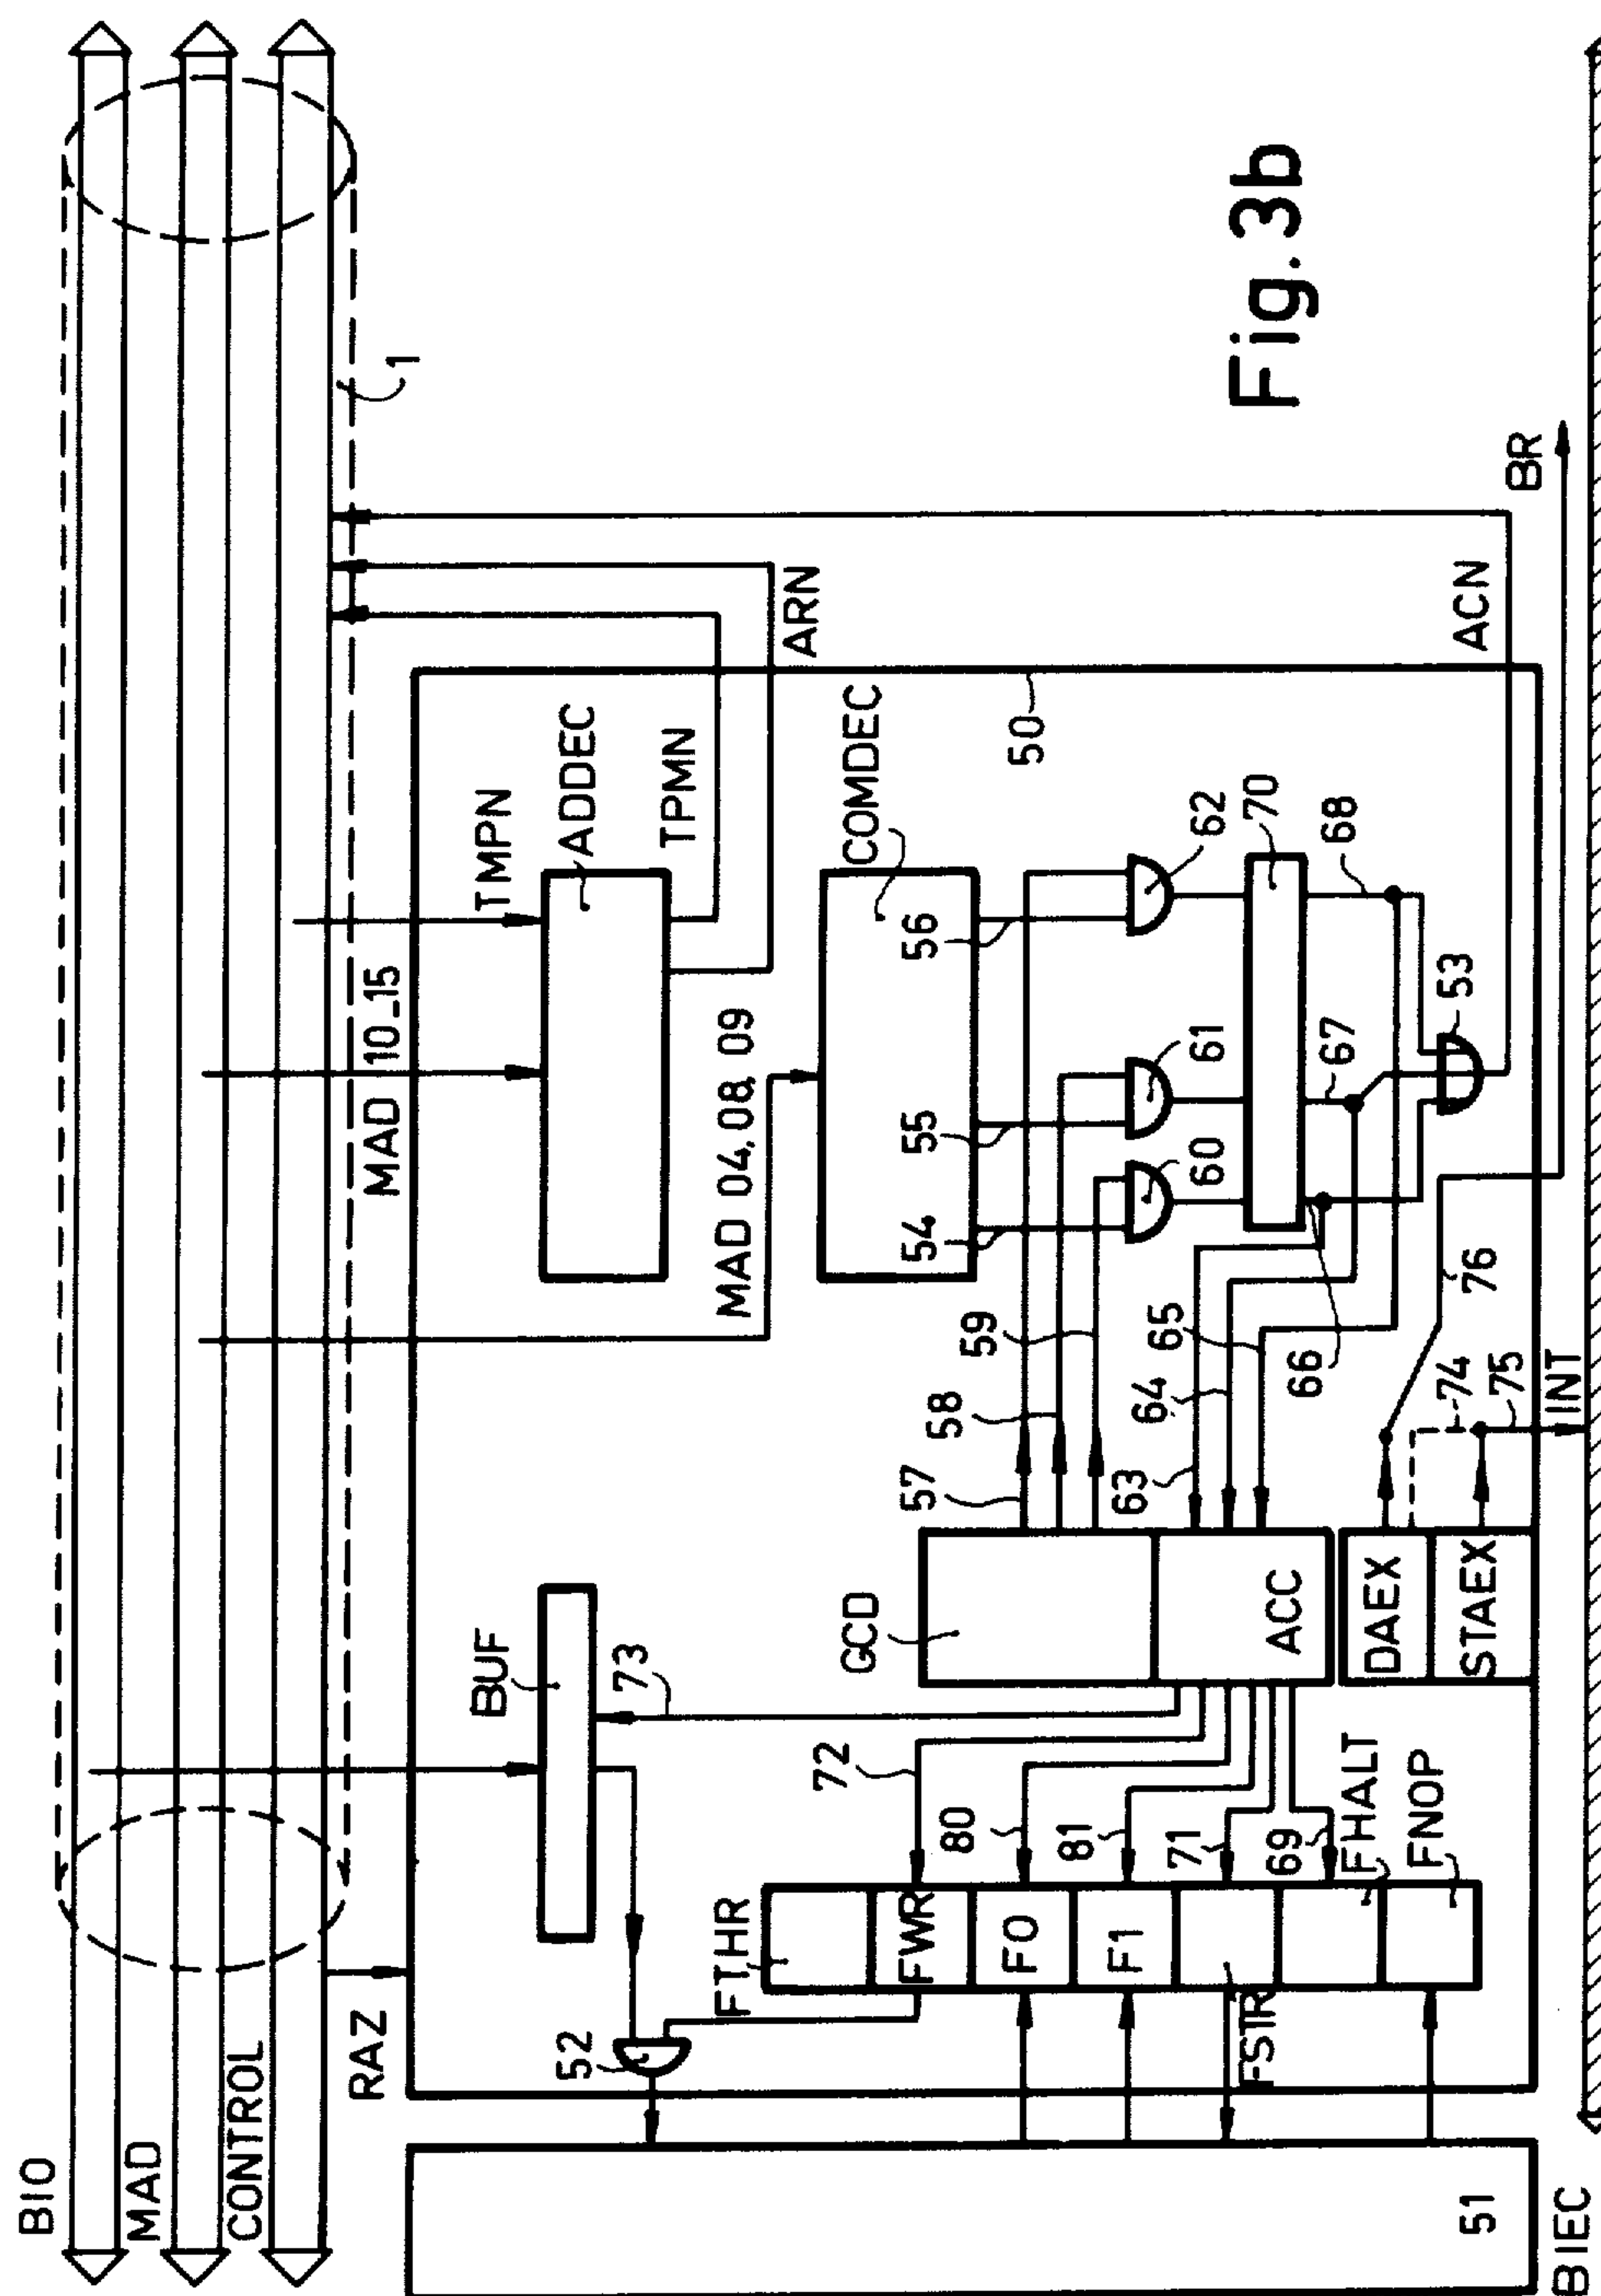 BIO
MAD
CONTROL
1
RAZ
MAD 10_15
TMPN
ADDEC
TPMN
ARN
BUF
73
MAD 04, 08, 09
COMDEC
50
52
FTHR
FWR
F0
F1
FSTR
FHALT
FNOP
72
80
81
71
69
GCD
ACC
DAEX
STAEX
57
58
59
63
64
65
66
54
55
56
60
61
62
70
67
68
53
74
75
76
INT
ACN
BR
51
BIEC
Fig. 3b